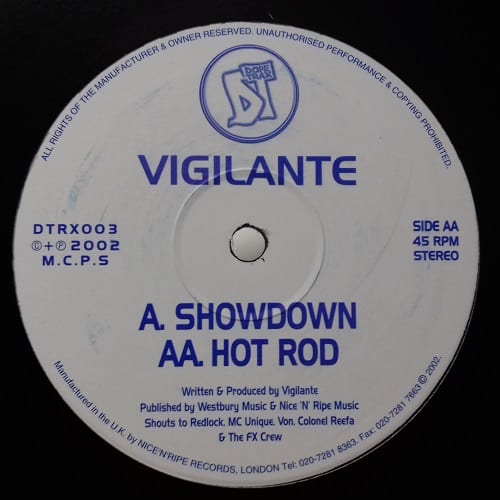 ALL RIGHTS OF THE MANUFACTURER & OWNER RESERVED. UNAUTHORISED PERFORMANCE & COPYING PROHIBITED.
DOPE
TRAX
DT
VIGILANTE
DTRX003
©+℗ 2002
M.C.P.S
SIDE AA
45 RPM
STEREO
A. SHOWDOWN
AA. HOT ROD
Written & Produced by Vigilante
Published by Westbury Music & Nice 'N' Ripe Music
Shouts to Redlock, MC Unique, Von, Colonel Reefa
& The FX Crew
Manufactured in the U.K. by NICE'N'RIPE RECORDS, LONDON Tel: 020-7281 8363. Fax: 020-7281 7663 © 2002.